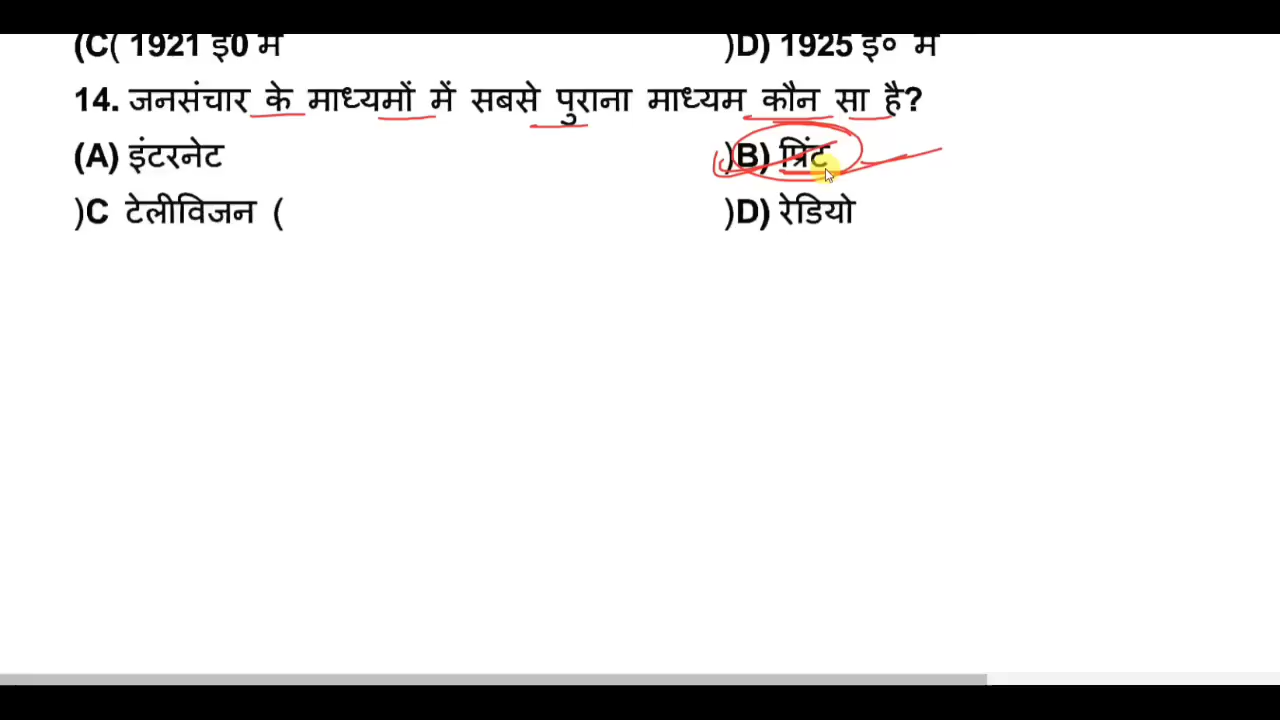 (C( 1921 इ0 में )D) 1925 इ० में
14. जनसंचार के माध्यमों में सबसे पुराना माध्यम कौन सा है?
(A) इंटरनेट )B) प्रिंट
)C टेलीविजन ( )D) रेडियो